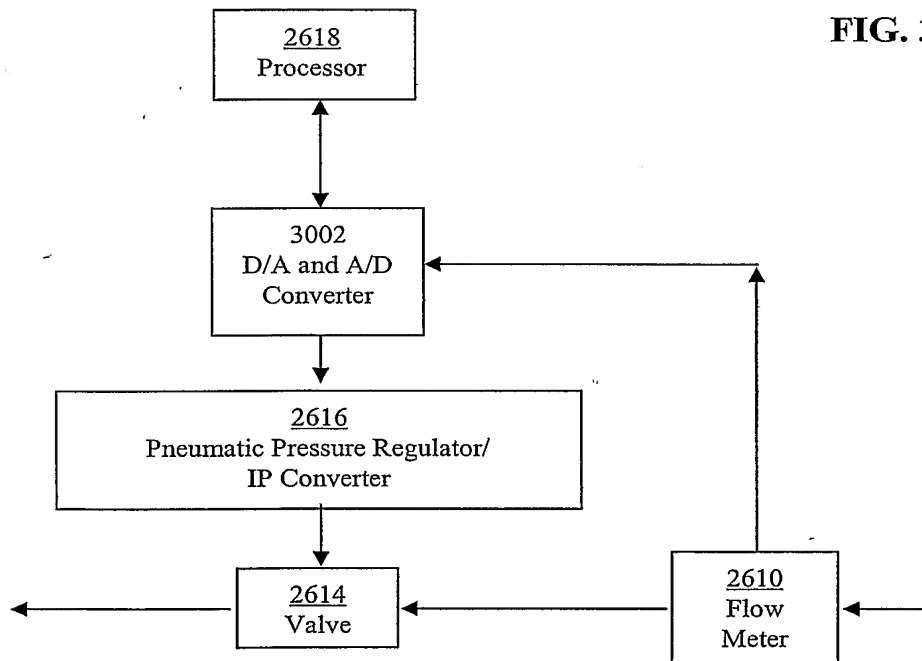 FIG.
2618
Processor
3002
D/A and A/D
Converter
2616
Pneumatic Pressure Regulator/
IP Converter
2614
Valve
2610
Flow
Meter